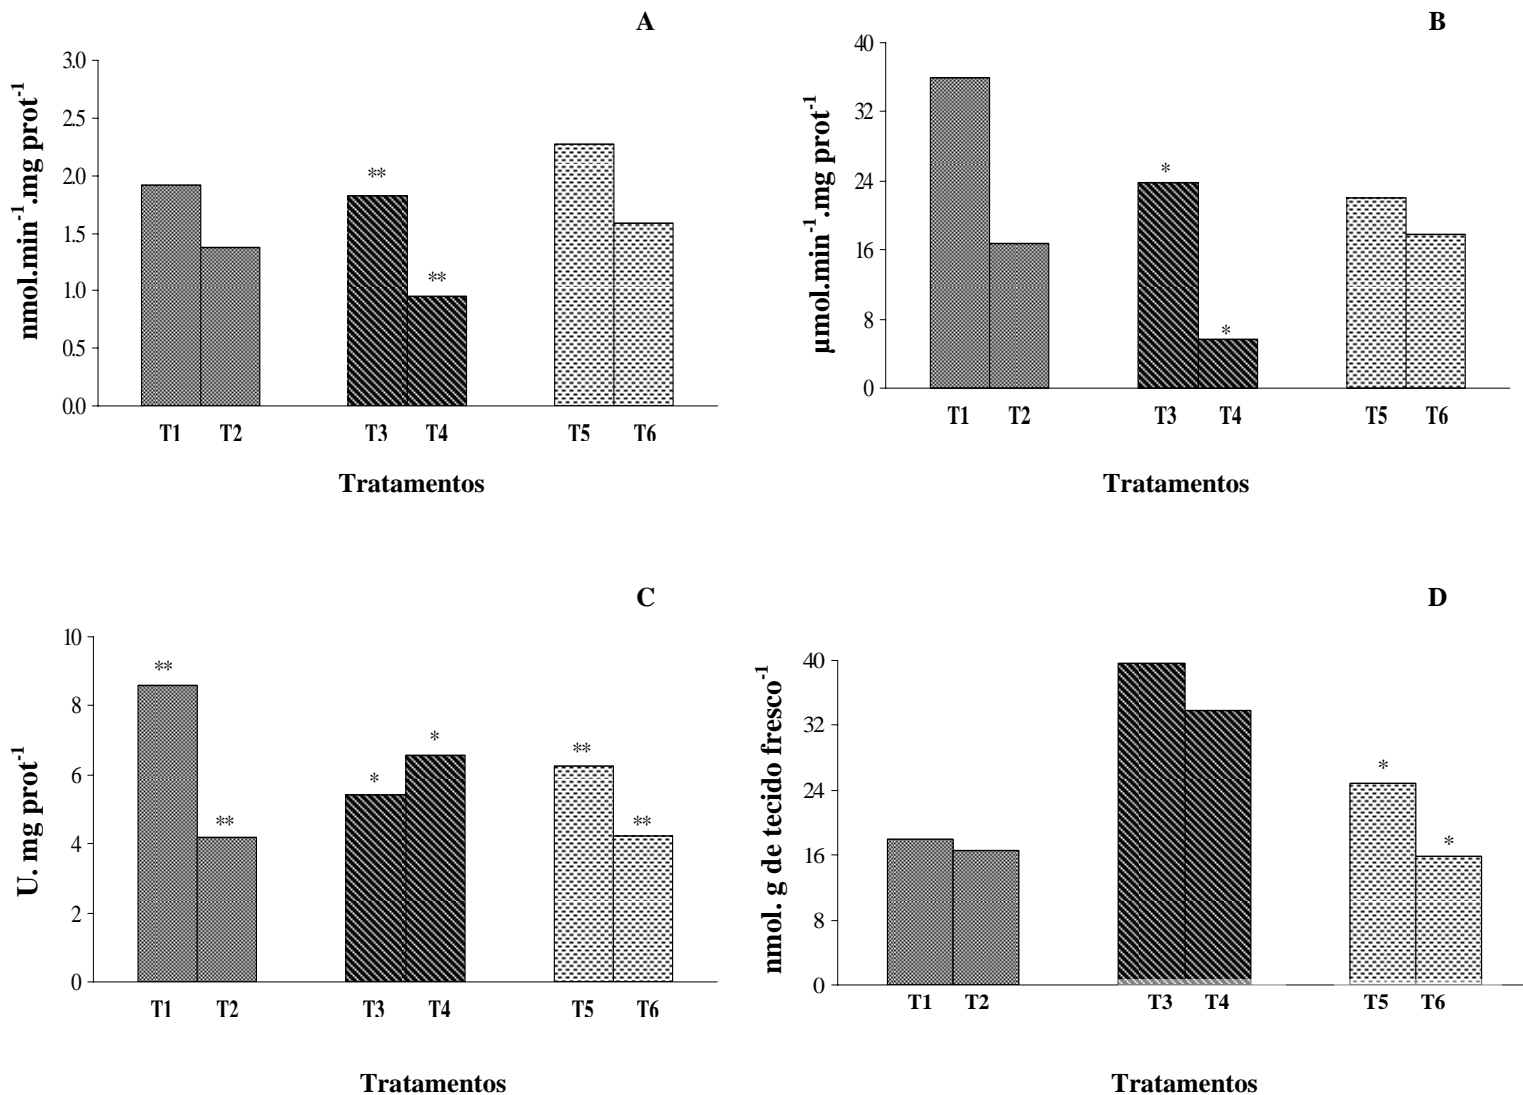 A
3.0
2.5
2.0
1.5
1.0
0.5
0.0
nmol.min-1.mg prot-1
**
**
T1 T2 T3 T4 T5 T6
Tratamentos
B
40
32
24
16
8
0
µmol.min-1.mg prot-1
*
*
T1 T2 T3 T4 T5 T6
Tratamentos
C
10
8
6
4
2
0
U. mg prot-1
**
**
*
*
**
**
T1 T2 T3 T4 T5 T6
Tratamentos
D
40
32
24
16
8
0
nmol. g de tecido fresco-1
*
*
T1 T2 T3 T4 T5 T6
Tratamentos